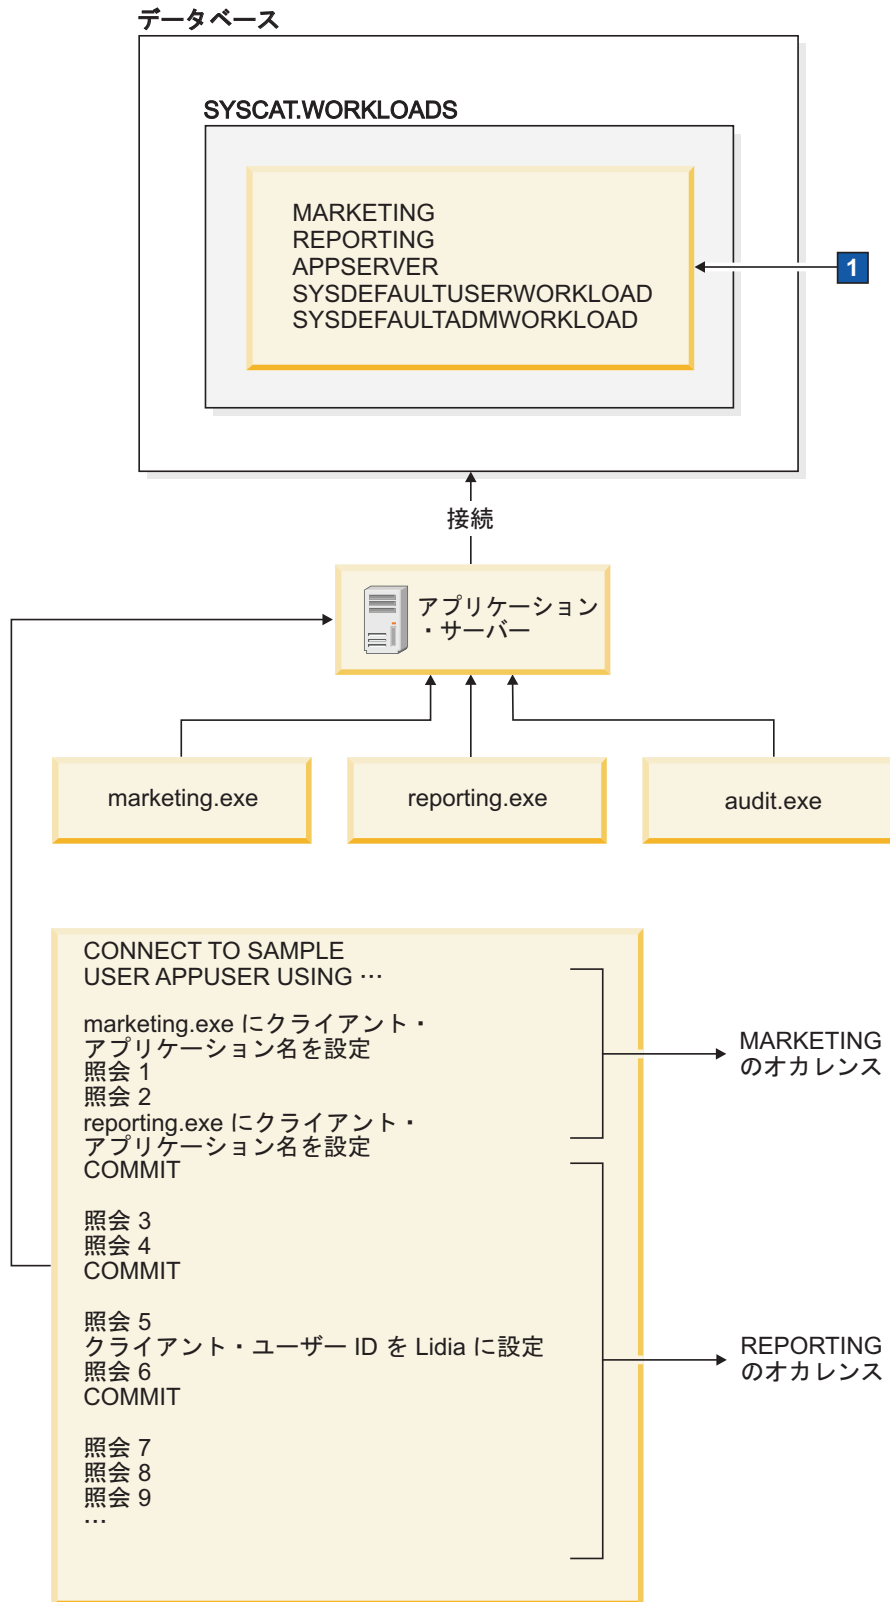 データベース
SYSCAT.WORKLOADS
MARKETING
REPORTING
APPSERVER
SYSDEFAULTUSERWORKLOAD
SYSDEFAULTADMWORKLOAD
1
接続
アプリケーション
・サーバー
marketing.exe
reporting.exe
audit.exe
CONNECT TO SAMPLE
USER APPUSER USING …
marketing.exe にクライアント・
アプリケーション名を設定
照会 1
照会 2
reporting.exe にクライアント・
アプリケーション名を設定
COMMIT
照会 3
照会 4
COMMIT
照会 5
クライアント・ユーザー ID を Lidia に設定
照会 6
COMMIT
照会 7
照会 8
照会 9
…
MARKETING
のオカレンス
REPORTING
のオカレンス